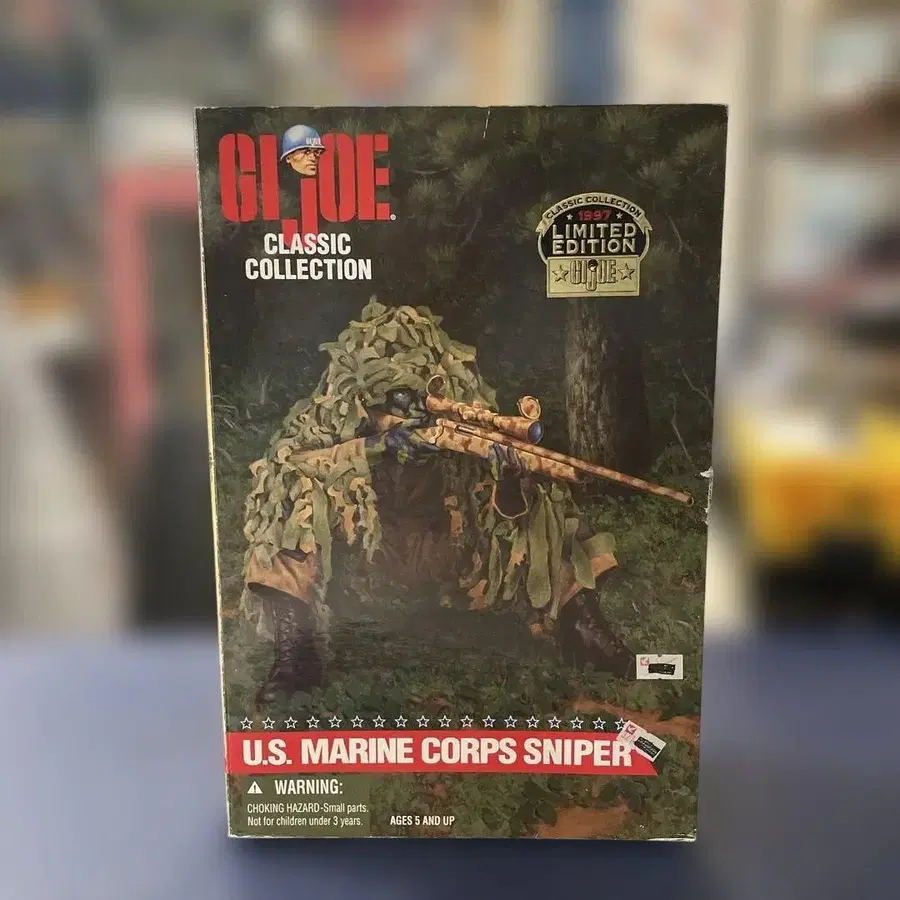 GI JOE
CLASSIC
COLLECTION
CLASSIC COLLECTION
1997
LIMITED
EDITION
GI JOE
U.S. MARINE CORPS SNIPER
WARNING:
CHOKING HAZARD-Small parts.
Not for children under 3 years.
AGES 5 AND UP